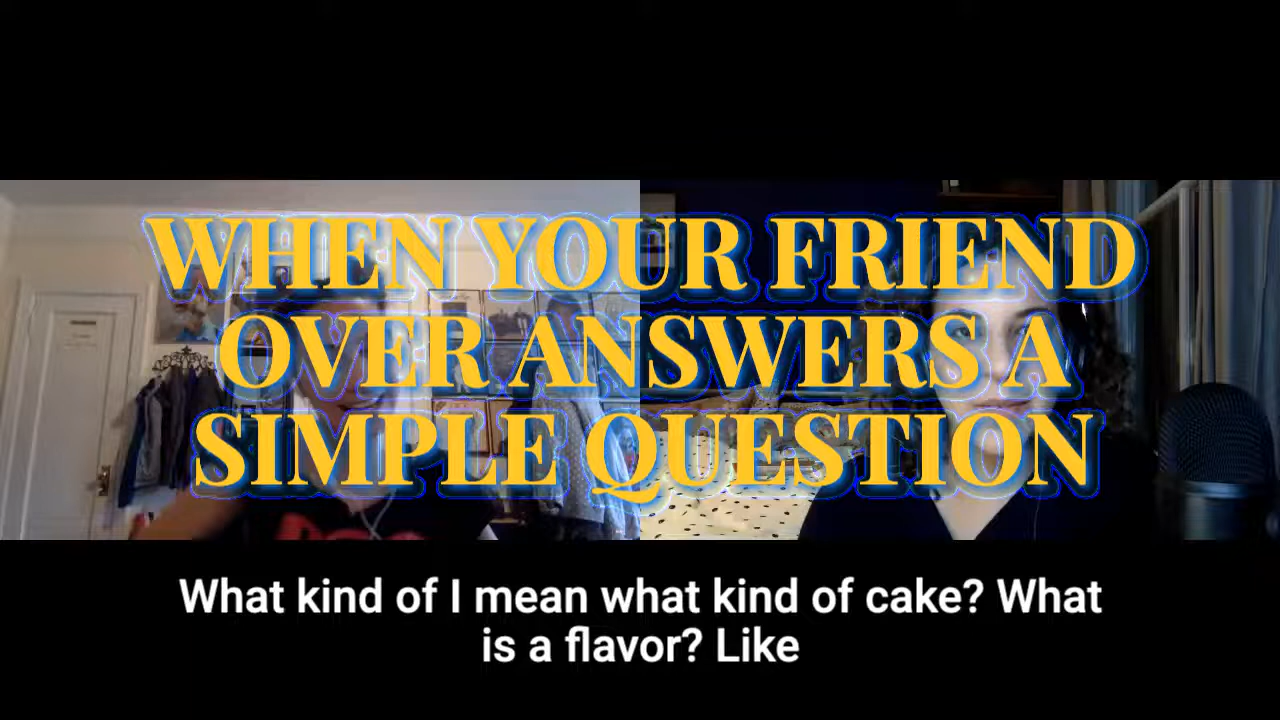 WHEN YOUR FRIEND
OVER ANSWERS A
SIMPLE QUESTION
What kind of I mean what kind of cake? What
is a flavor? Like